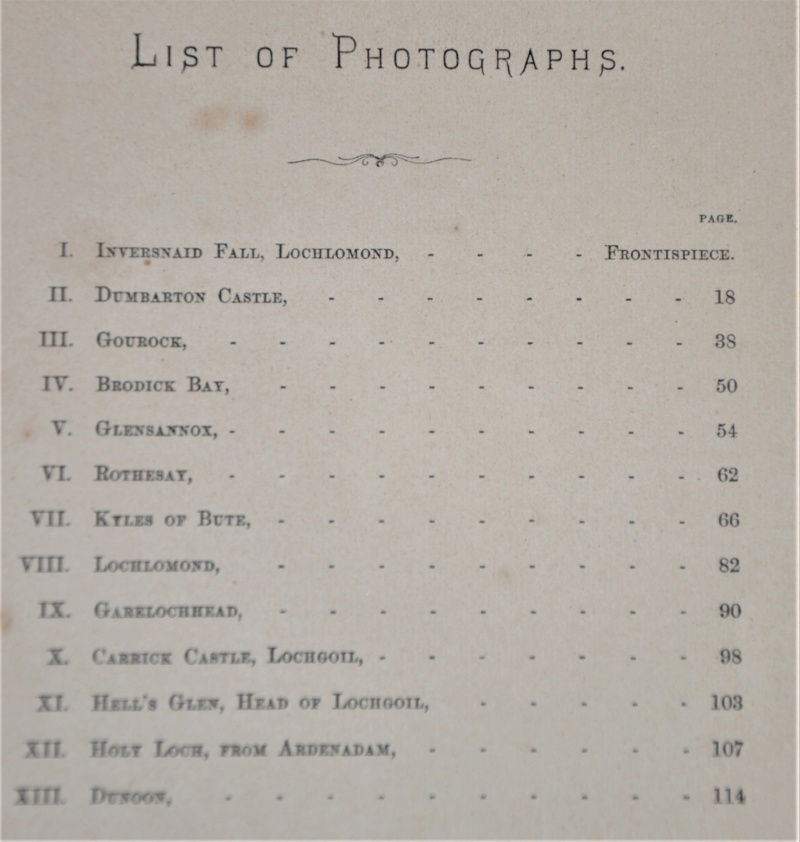 List of Photographs.
PAGE.
I. Inversnaid Fall, Lochlomond, - - - - Frontispiece.
II. Dumbarton Castle, - - - - - - - - 18
III. Gourock, - - - - - - - - - - 38
IV. Brodick Bay, - - - - - - - - - 50
V. Glensannox, - - - - - - - - - - 54
VI. Rothesay, - - - - - - - - - - 62
VII. Kyles of Bute, - - - - - - - - - 66
VIII. Lochlomond, - - - - - - - - - 82
IX. Garelochhead, - - - - - - - - - 90
X. Carrick Castle, Lochgoil, - - - - - - - 98
XI. Hell's Glen, Head of Lochgoil, - - - - - 103
XII. Holy Loch, from Ardenadam, - - - - - - 107
XIII. Dunoon, - - - - - - - - - - 114